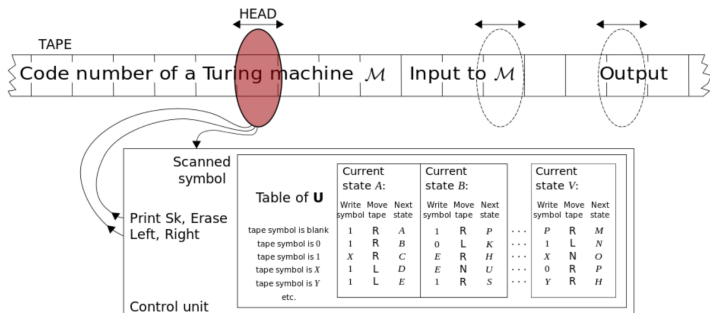 HEAD
TAPE
Code number of a Turing machine ℳ Input to ℳ Output
Scanned
symbol
Print Sk, Erase
Left, Right
Control unit
Table of U
Current Current Current
state A: state B: state V:
Write Move Next Write Move Next Write Move Next
symbol tape state symbol tape state symbol tape state
tape symbol is blank 1 R A 1 R P ... P R M
tape symbol is 0 1 R B 0 L K ... 1 L N
tape symbol is 1 X R C E R H ... X N O
tape symbol is X 1 L D E N U ... 0 R P
tape symbol is Y 1 L E 1 R S ... Y R H
etc.